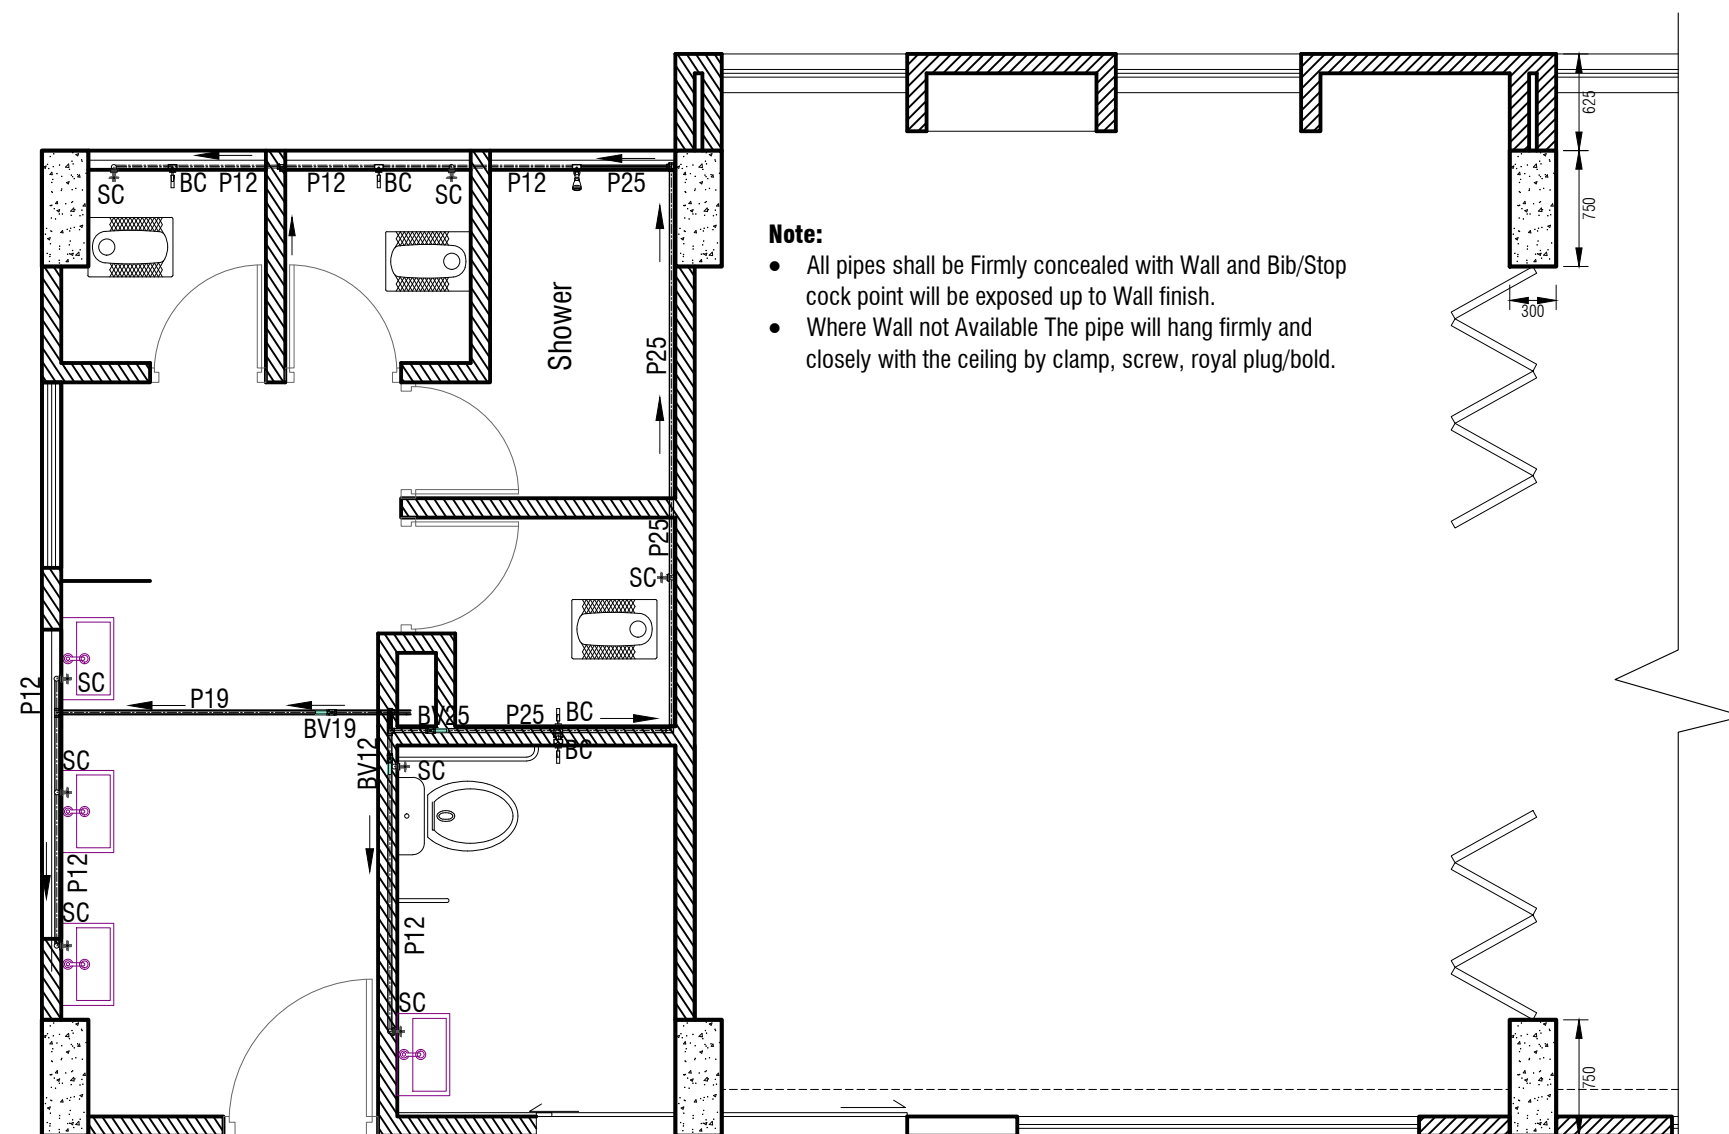 625
BC
P12
P12
BC
P12
P25
SC
SC
750
Note:
• All pipes shall be Firmly concealed with Wall and Bib/Stop
cock point will be exposed up to Wall finish.
• Where Wall not Available The pipe will hang firmly and
closely with the ceiling by clamp, screw, royal plug/bold.
300
Shower
P25
P25
SC
SC
P12
P19
BV19
BV25
P25
BC
BC
BV12
SC
SC
P12
SC
P12
SC
750